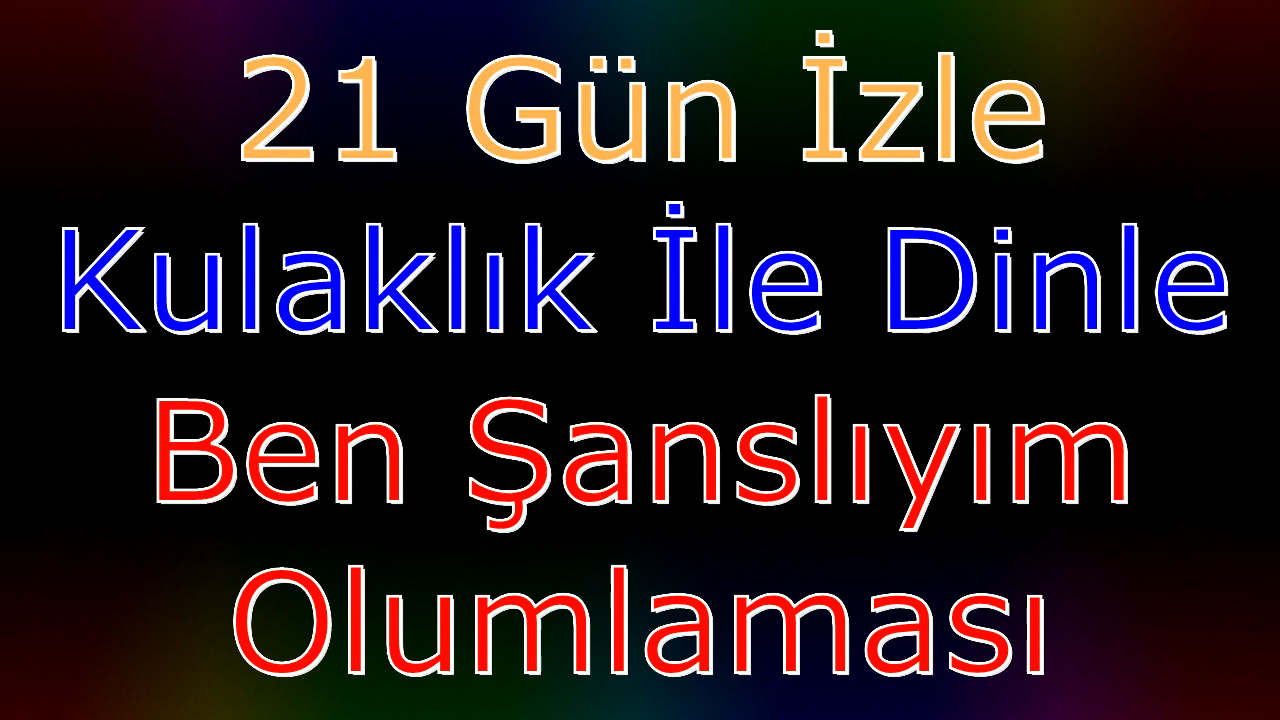 21 Gün İzle
Kulaklık İle Dinle
Ben Şanslıyım
Olumlaması